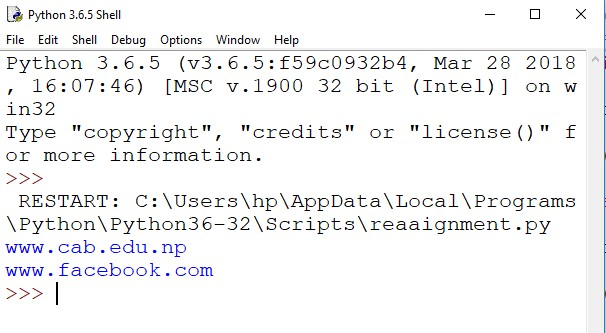 Python 3.6.5 Shell
File Edit Shell Debug Options Window Help
Python 3.6.5 (v3.6.5:f59c0932b4, Mar 28 2018
, 16:07:46) [MSC v.1900 32 bit (Intel)] on w
in32
Type "copyright", "credits" or "license()" f
or more information.
>>>
RESTART: C:\Users\hp\AppData\Local\Programs
\Python\Python36-32\Scripts\reaaignment.py
www.cab.edu.np
www.facebook.com
>>>